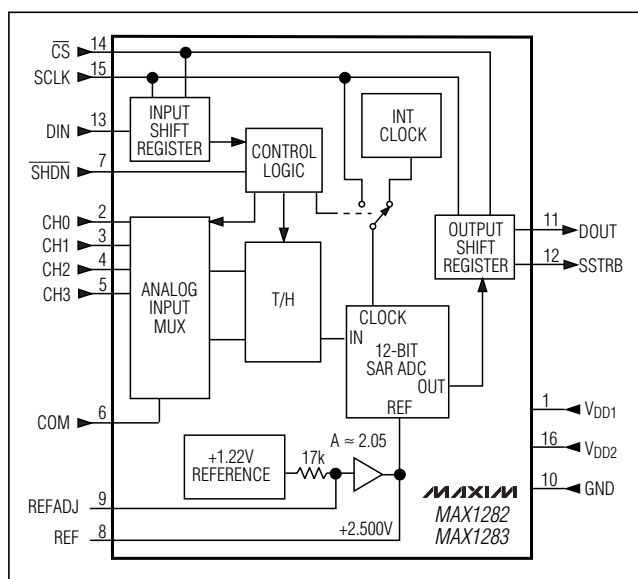 CS 14
SCLK 15
DIN 13
SHDN 7
CH0 2
CH1 3
CH2 4
CH3 5
COM 6
REFADJ 9
REF 8
INPUT
SHIFT
REGISTER
CONTROL
LOGIC
INT
CLOCK
ANALOG
INPUT
MUX
T/H
CLOCK
IN
12-BIT
SAR ADC
OUT
REF
OUTPUT
SHIFT
REGISTER
11 DOUT
12 SSTRB
+1.22V
REFERENCE
17k
A ≈ 2.05
+2.500V
1 VDD1
16 VDD2
10 GND
MAXIM
MAX1282
MAX1283